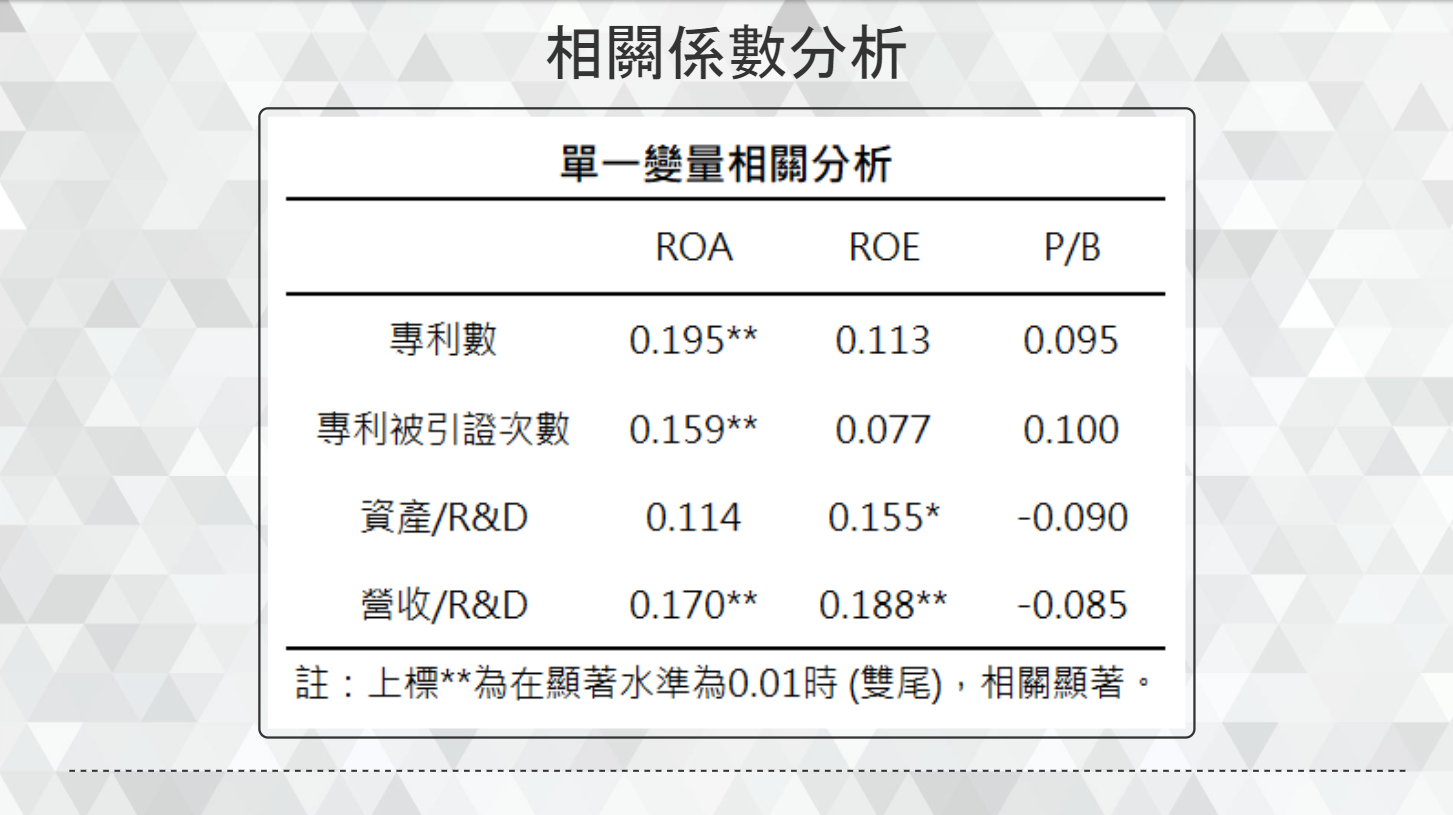 相關係數分析
單一變量相關分析
ROA ROE P/B
專利數 0.195** 0.113 0.095
專利被引證次數 0.159** 0.077 0.100
資產/R&D 0.114 0.155* -0.090
營收/R&D 0.170** 0.188** -0.085
註：上標**為在顯著水準為0.01時 (雙尾)，相關顯著。